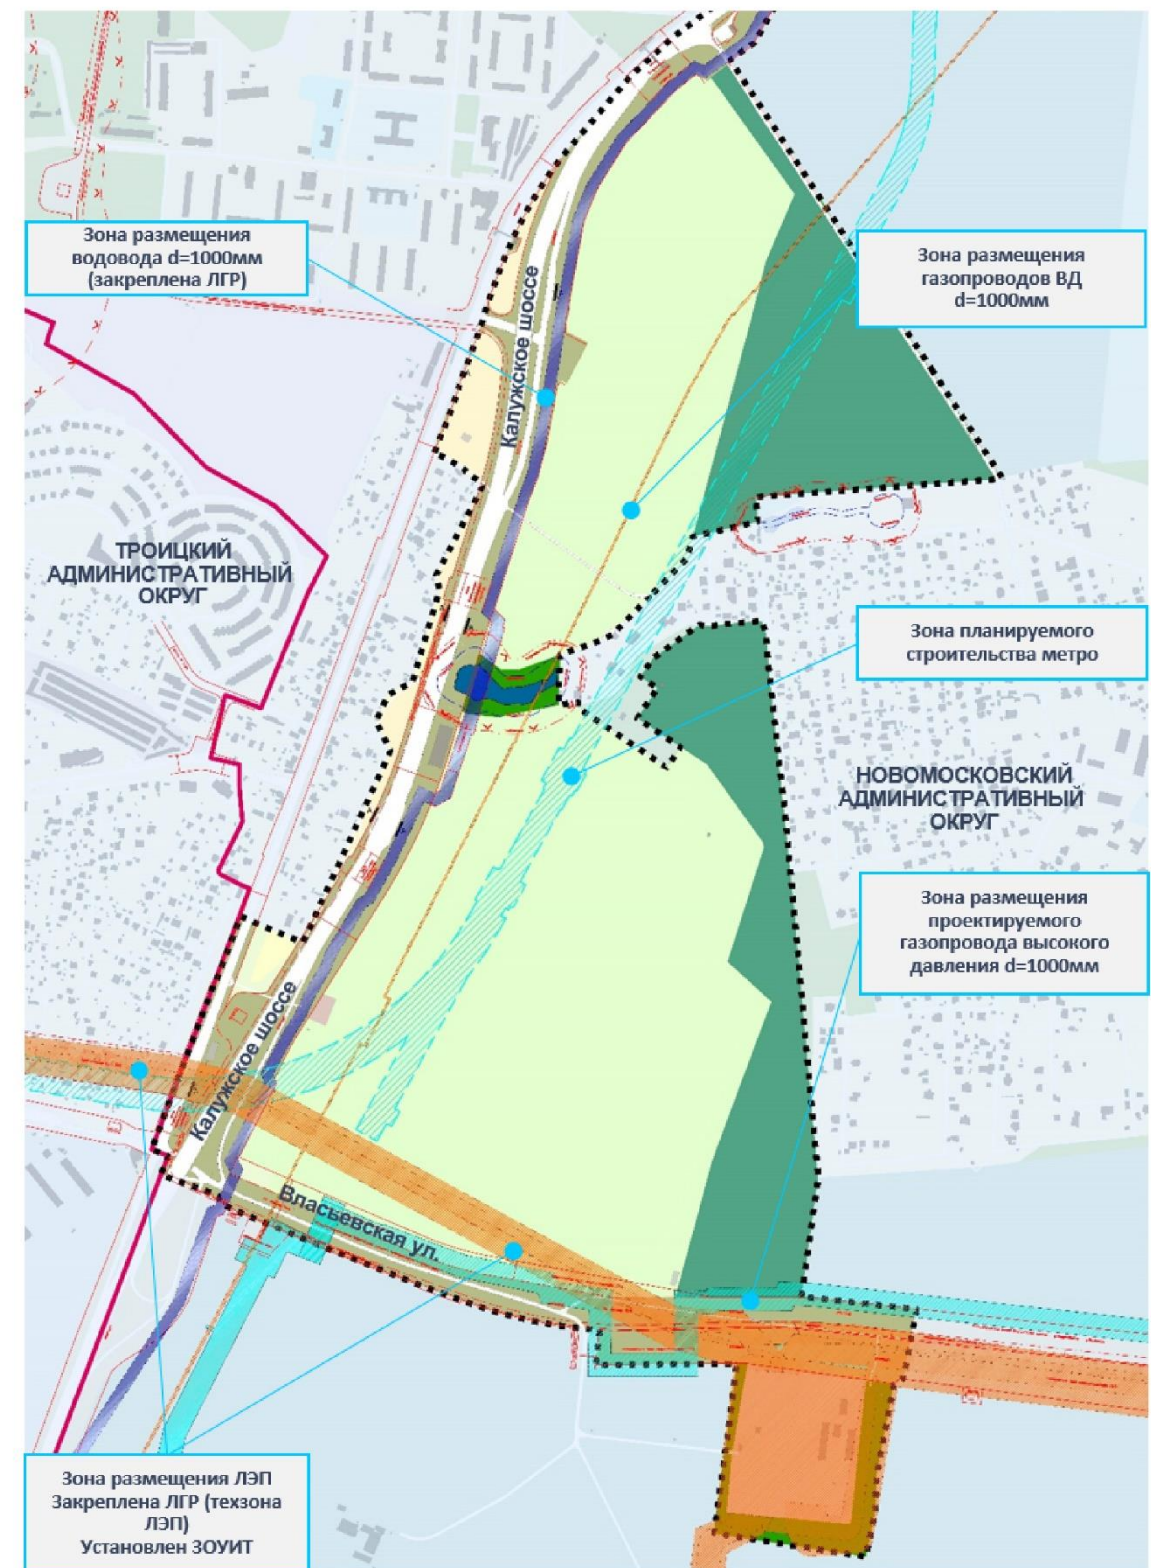 Зона размещения
водовода d=1000мм
(закреплена ЛГР)
Калужское шоссе
Зона размещения
газопроводов ВД
d=1000мм
ТРОИЦКИЙ
АДМИНИСТРАТИВНЫЙ
ОКРУГ
Зона планируемого
строительства метро
НОВОМОСКОВСКИЙ
АДМИНИСТРАТИВНЫЙ
ОКРУГ
Зона размещения
проектируемого
газопровода высокого
давления d=1000мм
Калужское шоссе
Власьевская ул.
Зона размещения ЛЭП
Закреплена ЛГР (техзона
ЛЭП)
Установлен ЗОУИТ